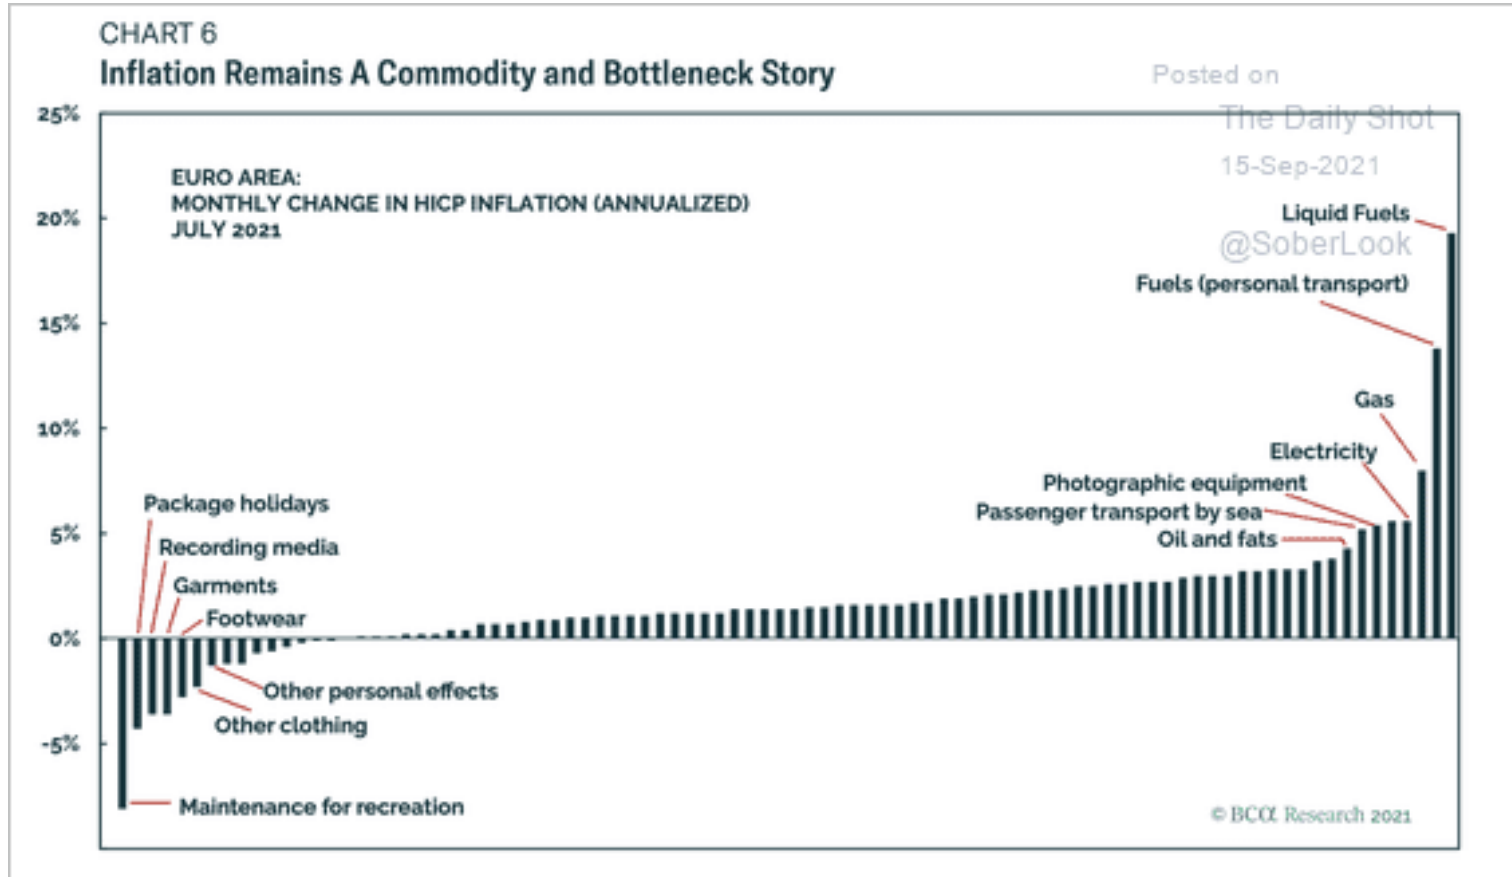 CHART 6
Inflation Remains A Commodity and Bottleneck Story
Posted on
The Daily Shot
15-Sep-2021
@SoberLook
25%
20%
15%
10%
5%
0%
-5%
EURO AREA:
MONTHLY CHANGE IN HICP INFLATION (ANNUALIZED)
JULY 2021
Liquid Fuels
Fuels (personal transport)
Gas
Electricity
Photographic equipment
Passenger transport by sea
Oil and fats
Package holidays
Recording media
Garments
Footwear
Other personal effects
Other clothing
Maintenance for recreation
© BCα Research 2021